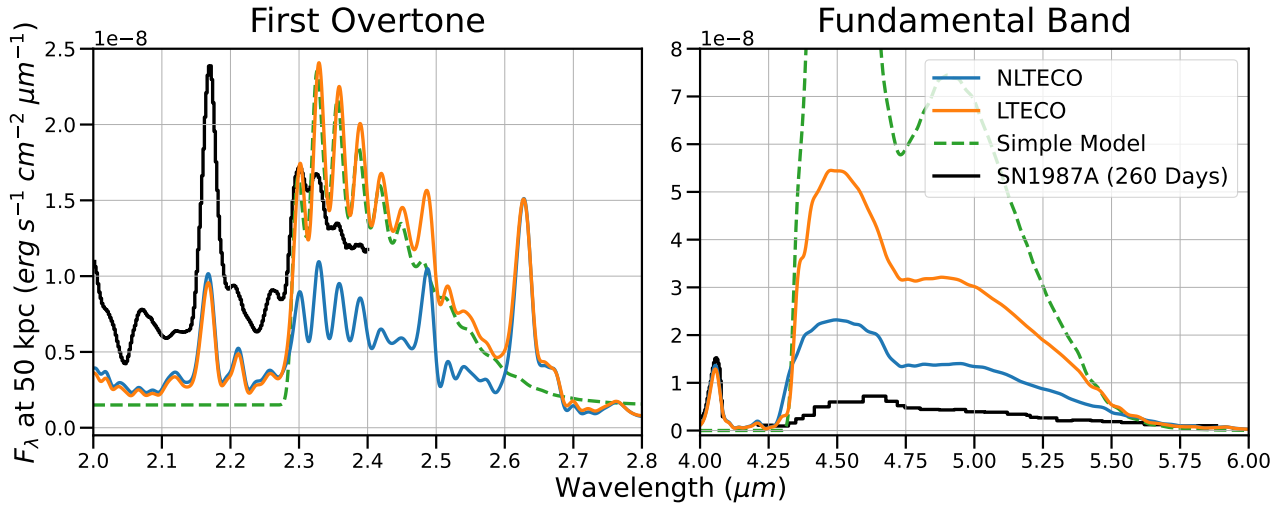 First Overtone
Fundamental Band
1e−8
1e−8
F_λ at 50 kpc (erg s⁻¹ cm⁻² μm⁻¹)
2.5
2.0
1.5
1.0
0.5
0.0
2.0 2.1 2.2 2.3 2.4 2.5 2.6 2.7 2.8
8
7
6
5
4
3
2
1
0
4.00 4.25 4.50 4.75 5.00 5.25 5.50 5.75 6.00
NLTECO
LTECO
Simple Model
SN1987A (260 Days)
Wavelength (μm)